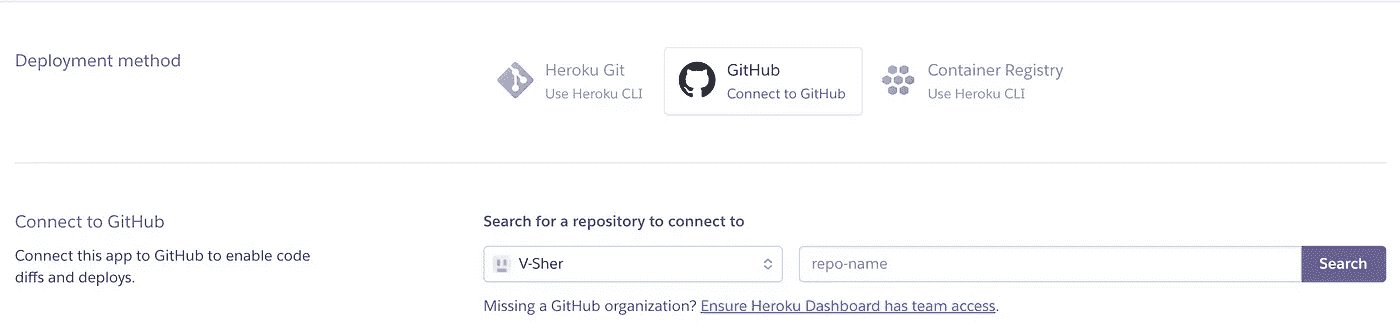 Deployment method
Heroku Git
Use Heroku CLI
GitHub
Connect to GitHub
Container Registry
Use Heroku CLI
Connect to GitHub
Connect this app to GitHub to enable code
diffs and deploys.
Search for a repository to connect to
V-Sher
repo-name
Search
Missing a GitHub organization? Ensure Heroku Dashboard has team access.